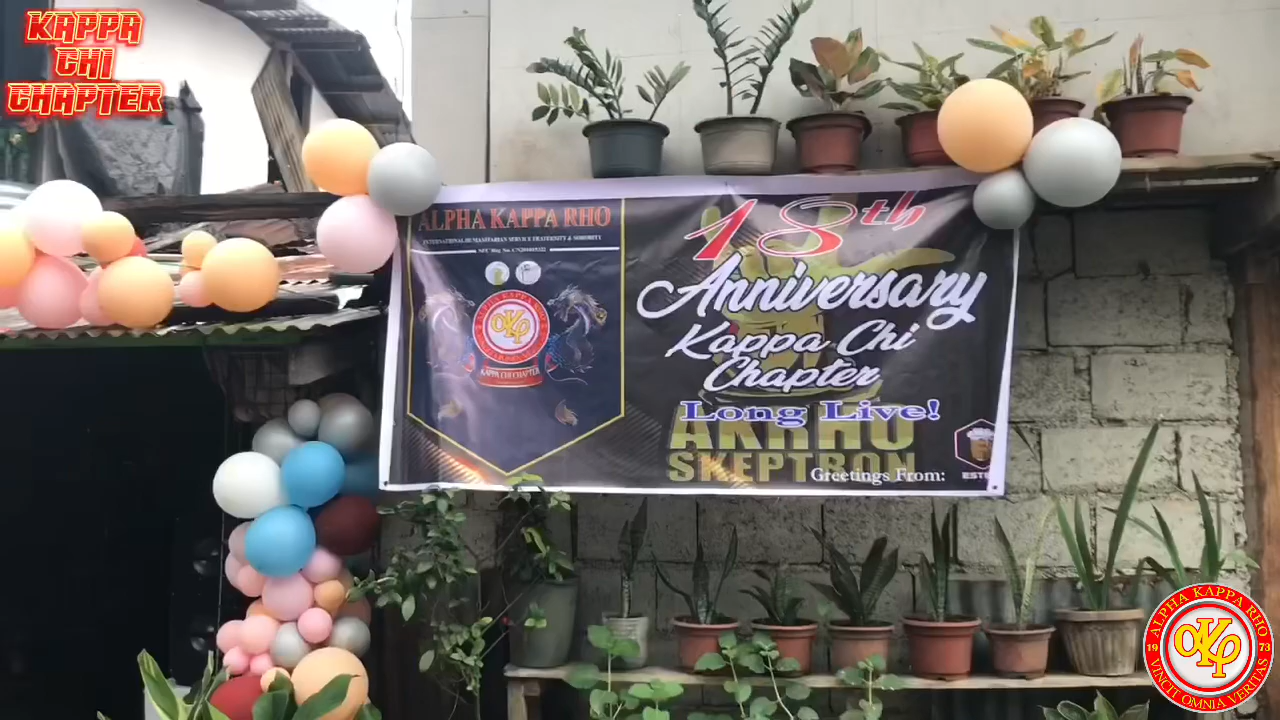 KAPPA
CHI
CHAPTER
ALPHA KAPPA RHO
INTERNATIONAL HUMANITARIAN SERVICE FRATERNITY & SORORITY
KAPPA CHI CHAPTER
18th
Anniversary
Kappa Chi
Chapter
Long Live!
AKRHO
SKEPTRON
Greetings From:
ALPHA KAPPA RHO
19 73
VINCIT OMNIA VERITAS